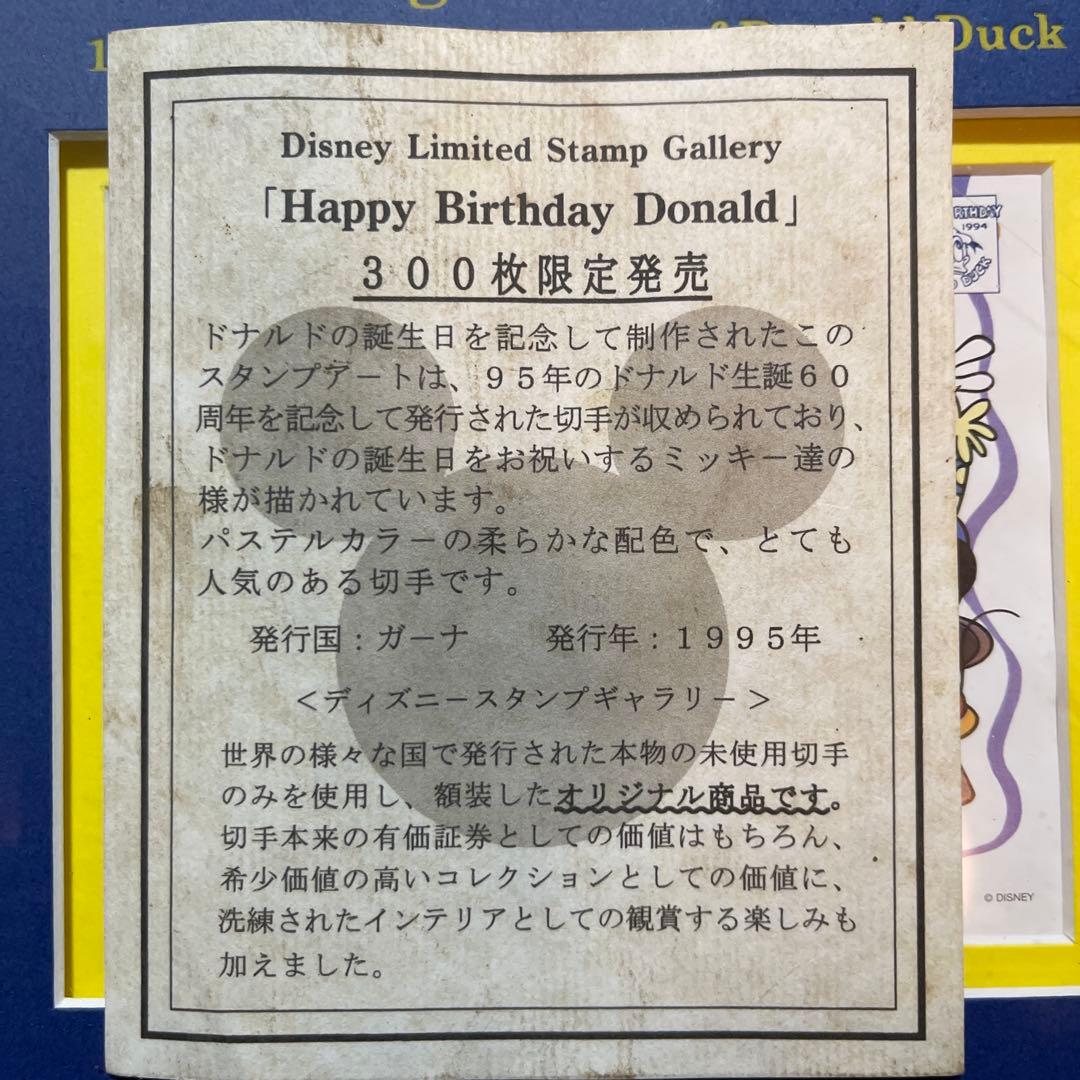 Duck
Disney Limited Stamp Gallery
「Happy Birthday Donald」
３００枚限定発売
ドナルドの誕生日を記念して制作されたこの
スタンプアートは、９５年のドナルド生誕６０
周年を記念して発行された切手が収められており、
ドナルドの誕生日をお祝いするミッキー達の
様が描かれています。
パステルカラーの柔らかな配色で、とても
人気のある切手です。
発行国：ガーナ　発行年：１９９５年
＜ディズニースタンプギャラリー＞
世界の様々な国で発行された本物の未使用切手
のみを使用し、額装したオリジナル商品です。
切手本来の有価証券としての価値はもちろん、
希少価値の高いコレクションとしての価値に、
洗練されたインテリアとしての観賞する楽しみも
加えました。
1994
DUCK
© DISNEY